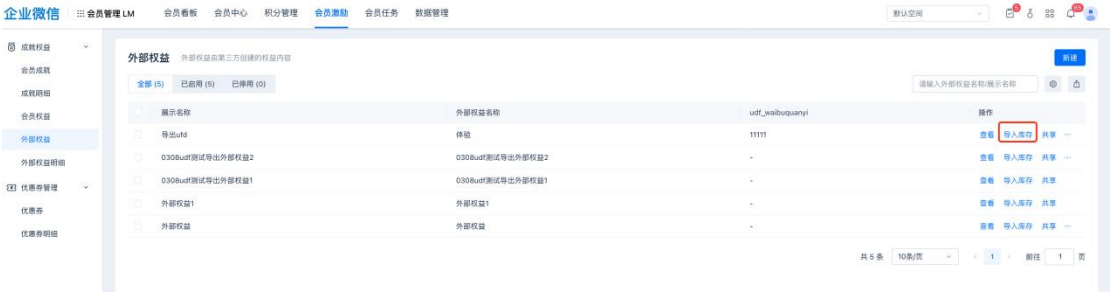 企业微信 会员管理 LM 会员看板 会员中心 积分管理 会员激励 会员任务 数据管理 默认空间 6 65
成就权益
会员成就
成就明细
会员权益
外部权益
外部权益明细
优惠券管理
优惠券
优惠券明细
外部权益 外部权益由第三方创建的权益内容 新建
全部 (5) 已启用 (5) 已停用 (0) 请输入外部权益名称/展示名称
展示名称 外部权益名称 udf_waibuquanyi 操作
导出ufd 体验 11111 查看 导入库存 共享 ···
0308udf测试导出外部权益2 0308udf测试导出外部权益2 - 查看 导入库存 共享 ···
0308udf测试导出外部权益1 0308udf测试导出外部权益1 - 查看 导入库存 共享
外部权益1 外部权益1 - 查看 导入库存 共享
外部权益 外部权益 - 查看 导入库存 共享 ···
共 5 条 10条/页 1 前往 1 页